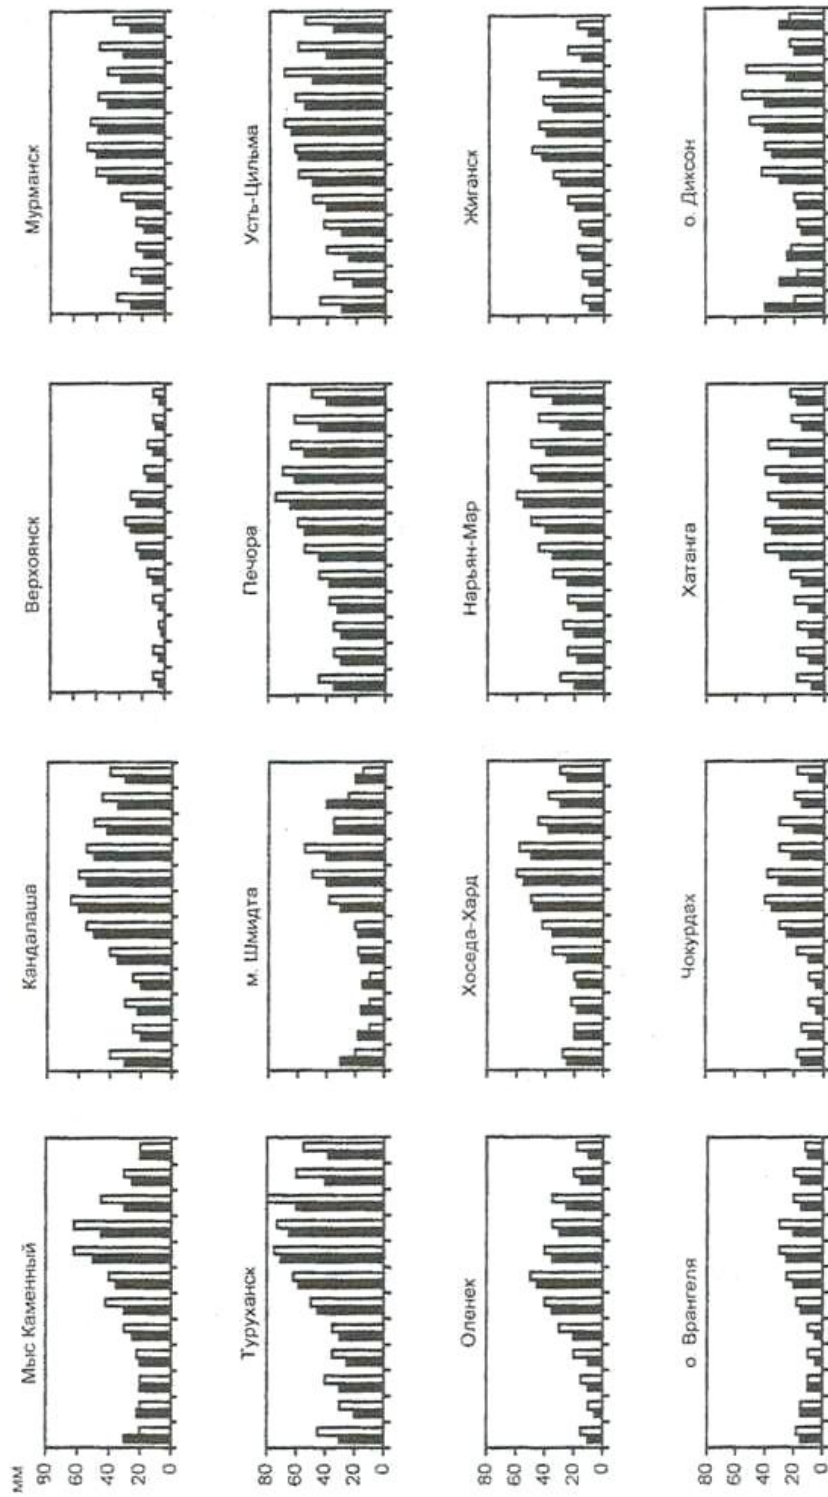 мм
Мыс Каменный
Кандалаша
Верхоянск
Мурманск
80
60
40
20
0
Туруханск
м. Шмидта
Печора
Усть-Цильма
80
60
40
20
0
Оленек
Хоседа-Хард
Нарьян-Мар
Жиганск
80
60
40
20
0
о Врангеля
Чокурдах
Хатанга
о. Диксон
80
60
40
20
0